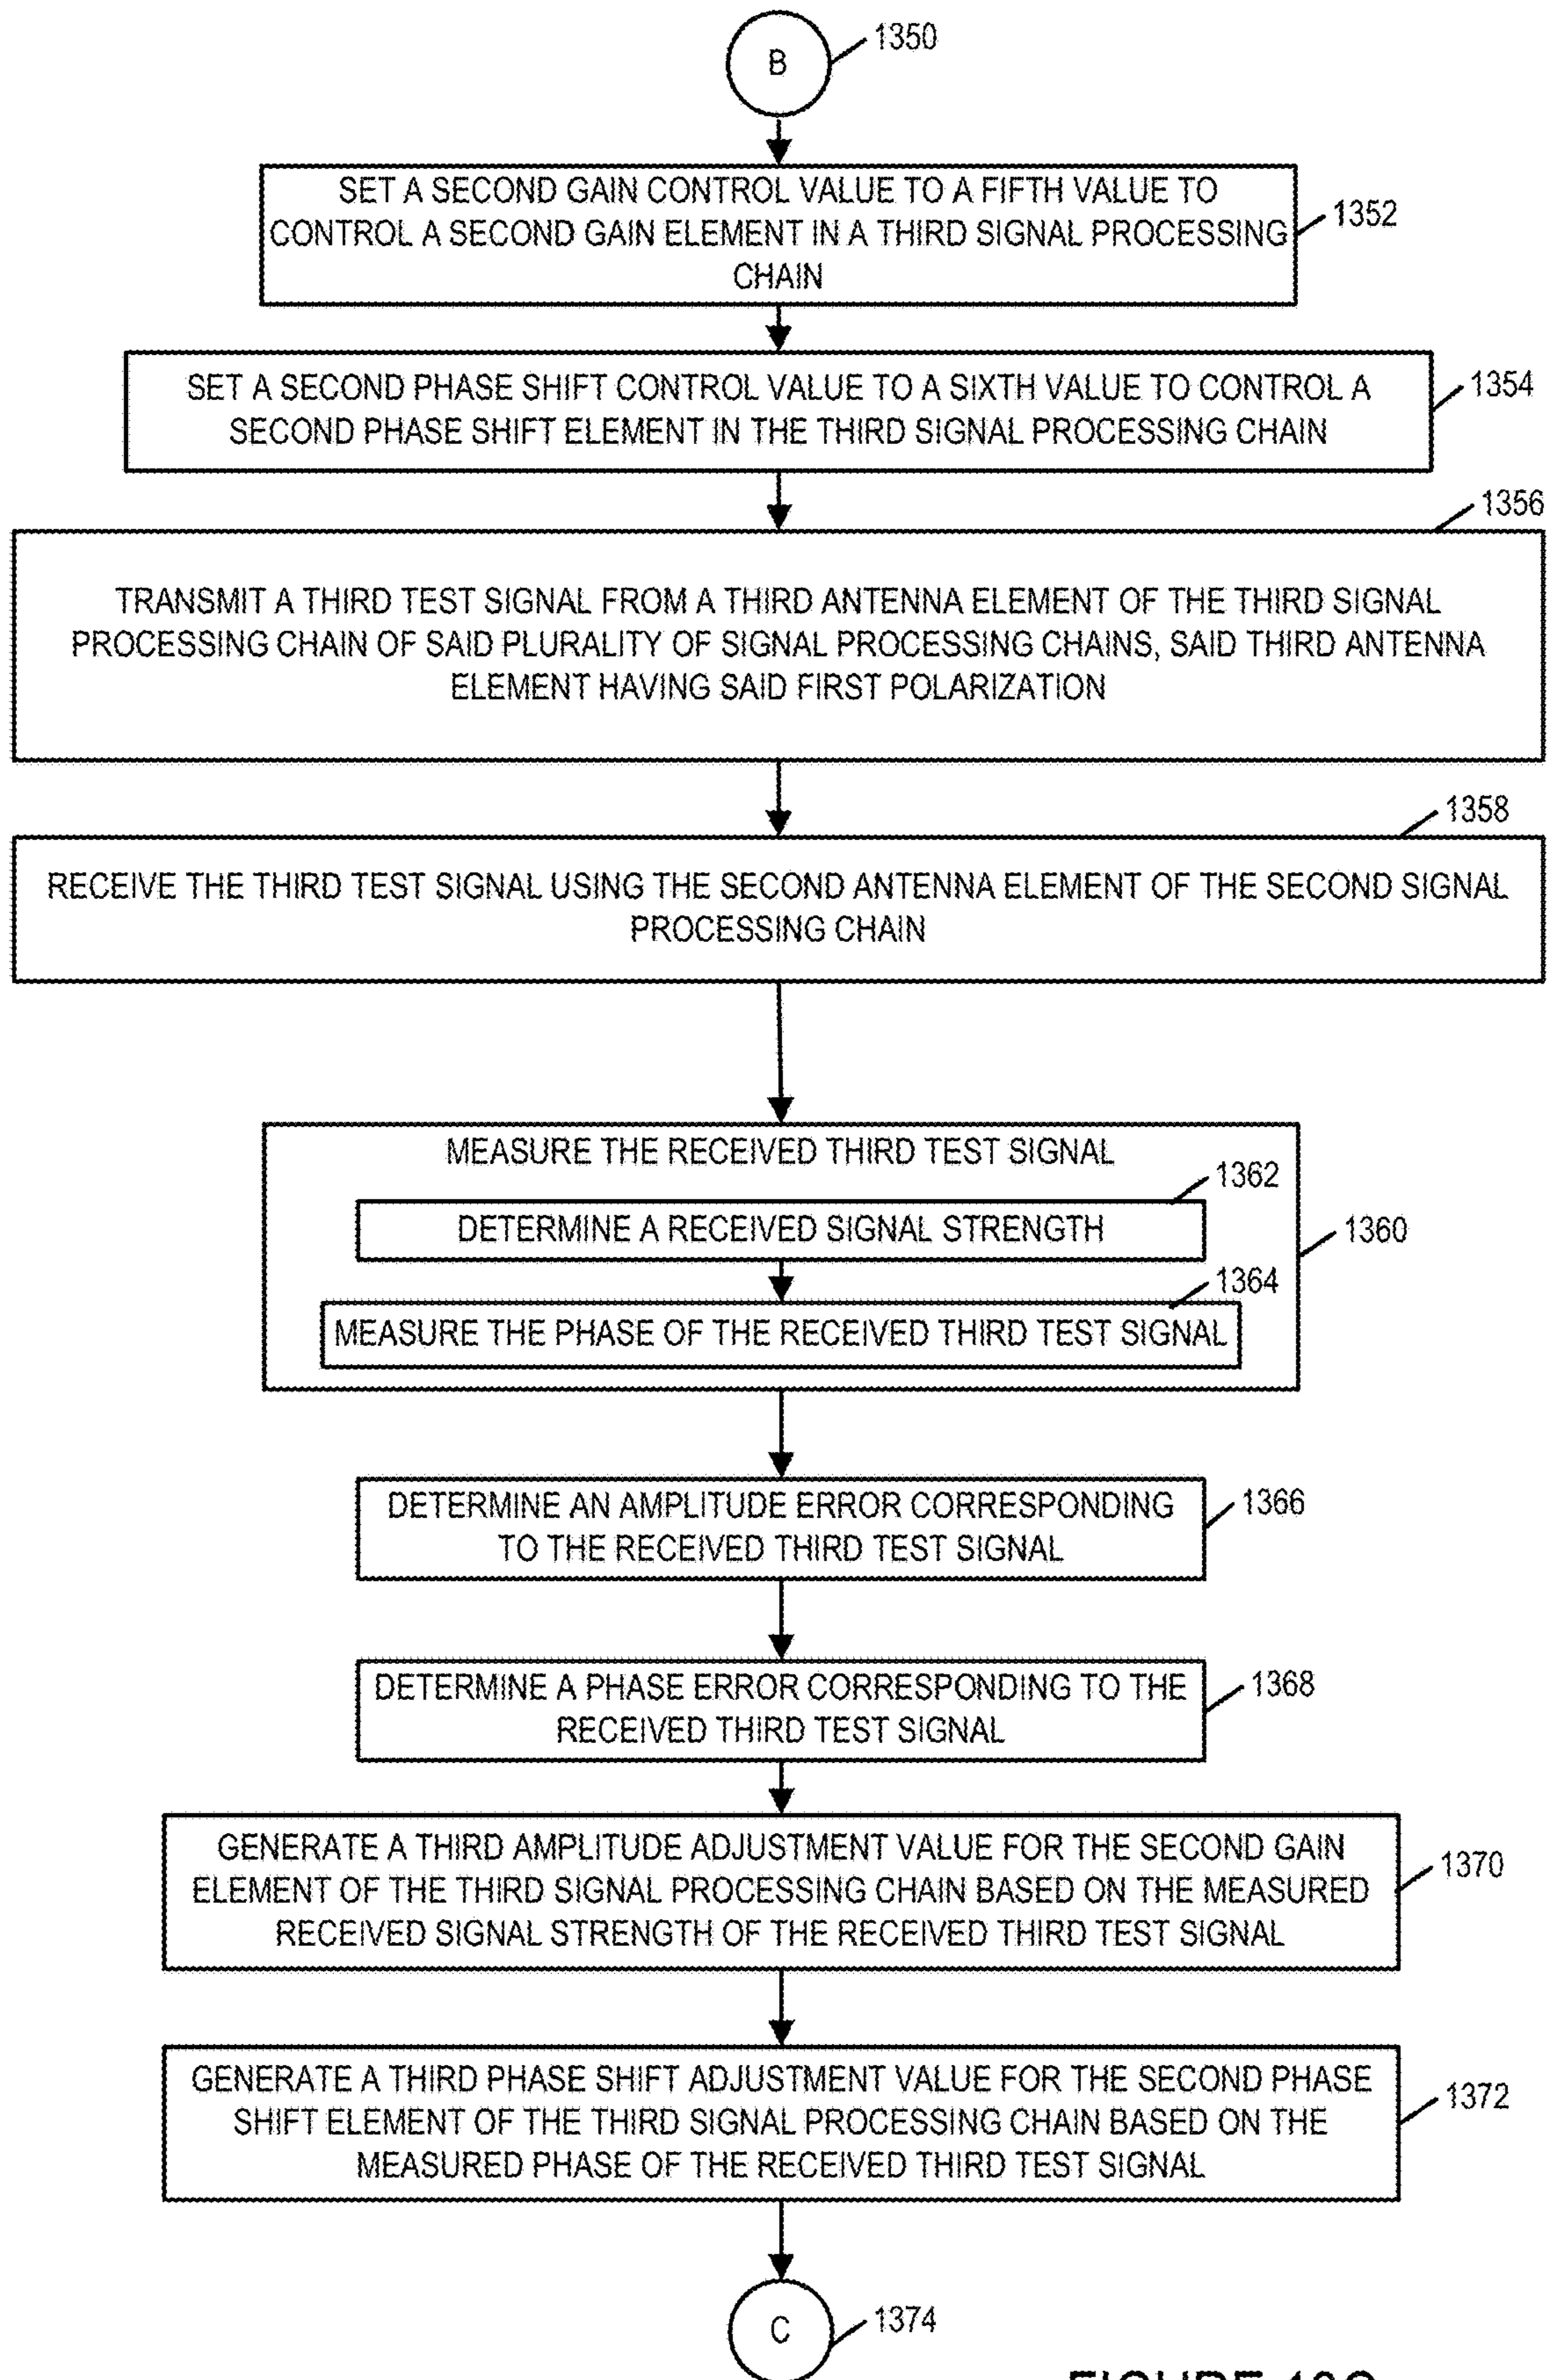 B
1350
SET A SECOND GAIN CONTROL VALUE TO A FIFTH VALUE TO
CONTROL A SECOND GAIN ELEMENT IN A THIRD SIGNAL PROCESSING
CHAIN
1352
SET A SECOND PHASE SHIFT CONTROL VALUE TO A SIXTH VALUE TO CONTROL A
SECOND PHASE SHIFT ELEMENT IN THE THIRD SIGNAL PROCESSING CHAIN
1354
1356
TRANSMIT A THIRD TEST SIGNAL FROM A THIRD ANTENNA ELEMENT OF THE THIRD SIGNAL
PROCESSING CHAIN OF SAID PLURALITY OF SIGNAL PROCESSING CHAINS, SAID THIRD ANTENNA
ELEMENT HAVING SAID FIRST POLARIZATION
1358
RECEIVE THE THIRD TEST SIGNAL USING THE SECOND ANTENNA ELEMENT OF THE SECOND SIGNAL
PROCESSING CHAIN
MEASURE THE RECEIVED THIRD TEST SIGNAL
1362
DETERMINE A RECEIVED SIGNAL STRENGTH
1360
1364
MEASURE THE PHASE OF THE RECEIVED THIRD TEST SIGNAL
DETERMINE AN AMPLITUDE ERROR CORRESPONDING
TO THE RECEIVED THIRD TEST SIGNAL
1366
DETERMINE A PHASE ERROR CORRESPONDING TO THE
RECEIVED THIRD TEST SIGNAL
1368
GENERATE A THIRD AMPLITUDE ADJUSTMENT VALUE FOR THE SECOND GAIN
ELEMENT OF THE THIRD SIGNAL PROCESSING CHAIN BASED ON THE MEASURED
RECEIVED SIGNAL STRENGTH OF THE RECEIVED THIRD TEST SIGNAL
1370
GENERATE A THIRD PHASE SHIFT ADJUSTMENT VALUE FOR THE SECOND PHASE
SHIFT ELEMENT OF THE THIRD SIGNAL PROCESSING CHAIN BASED ON THE
MEASURED PHASE OF THE RECEIVED THIRD TEST SIGNAL
1372
C
1374